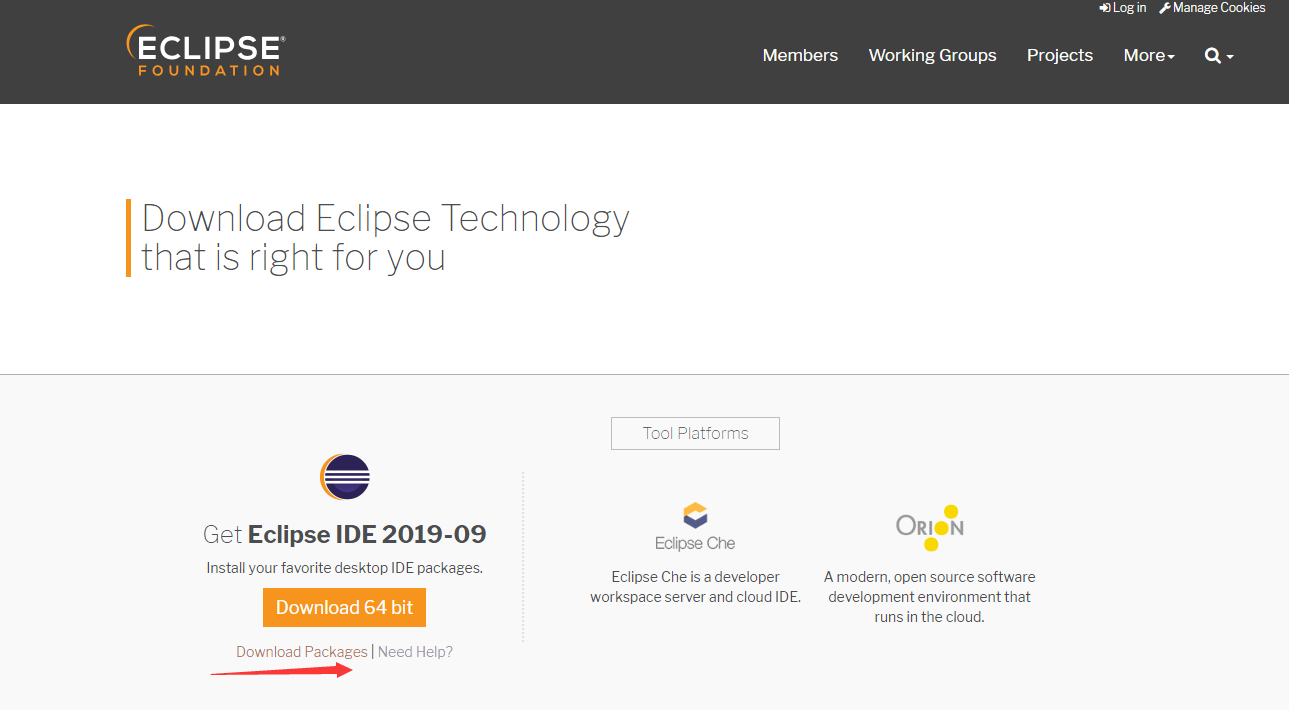 Log in Manage Cookies
ECLIPSE®
FOUNDATION
Members Working Groups Projects More
Download Eclipse Technology
that is right for you
Tool Platforms
Get Eclipse IDE 2019-09
Install your favorite desktop IDE packages.
Download 64 bit
Download Packages | Need Help?
Eclipse Che
Eclipse Che is a developer
workspace server and cloud IDE.
ORION
A modern, open source software
development environment that
runs in the cloud.